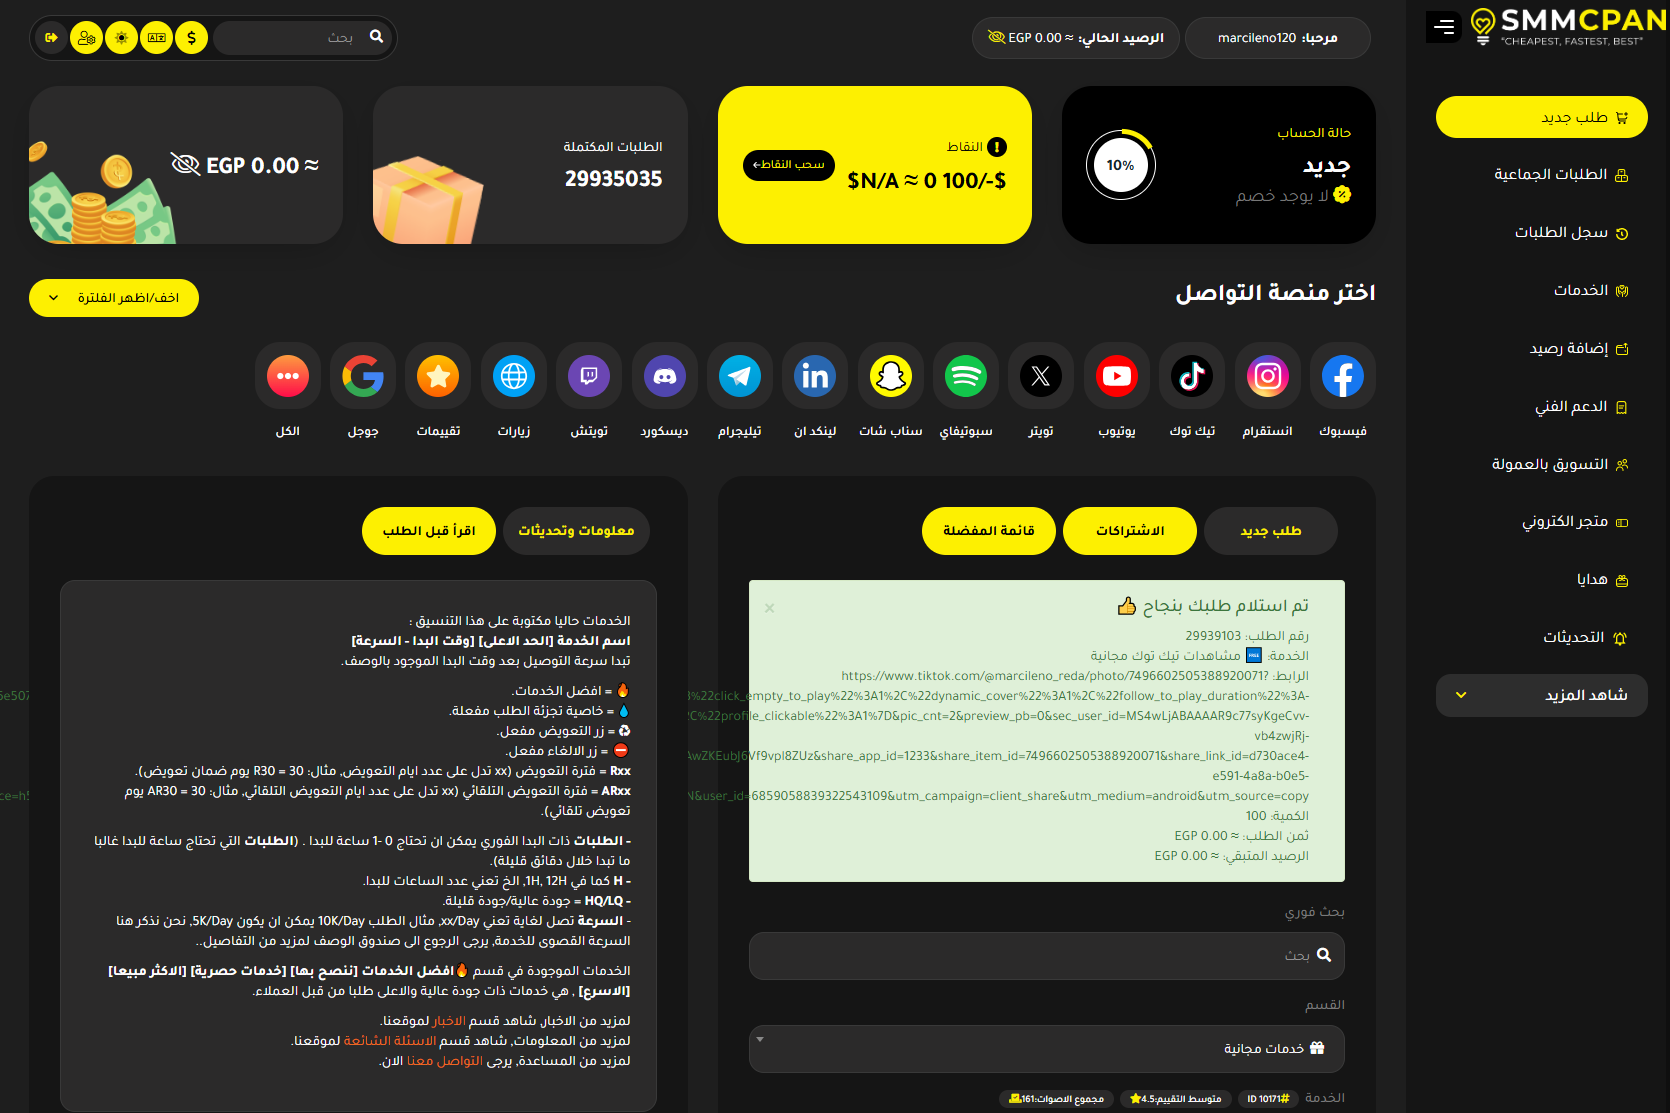 SMMCPAN
"CHEAPEST, FASTEST, BEST"
مرحبا: marcileno120
الرصيد الحالي: ≈ 0.00 EGP
بحث
طلب جديد
الطلبات الجماعية
سجل الطلبات
الخدمات
إضافة رصيد
الدعم الفني
التسويق بالعمولة
متجر الكتروني
هدايا
التحديثات
شاهد المزيد
حالة الحساب
جديد
لا يوجد خصم
10%
النقاط
$N/A ≈ 0 100/-$
سحب النقاط←
الطلبات المكتملة
29935035
≈ 0.00 EGP
اختر منصة التواصل
اخف/اظهر الفلترة
فيسبوك
انستقرام
تيك توك
يوتيوب
تويتر
سبوتيفاي
سناب شات
لينكد ان
تيليجرام
ديسكورد
تويتش
زيارات
تقييمات
جوجل
الكل
طلب جديد
الاشتراكات
قائمة المفضلة
تم استلام طلبك بنجاح 👍
×
رقم الطلب: 29939103
الخدمة: 🆓 مشاهدات تيك توك مجانية
الرابط: https://www.tiktok.com/@marcileno_reda/photo/7496602505388920071?
%22click_empty_to_play%22%3A1%2C%22dynamic_cover%22%3A1%2C%22follow_to_play_duration%22%3A-
C%22profile_clickable%22%3A1%7D&pic_cnt=2&preview_pb=0&sec_user_id=MS4wLjABAAAAR9c77syKgeCvv-
vb4zwjRj-
AwZKEubJ6Vf9vpI8ZUz&share_app_id=1233&share_item_id=7496602505388920071&share_link_id=d730ace4-
e591-4a8a-b0e5-
&user_id=6859058839322543109&utm_campaign=client_share&utm_medium=android&utm_source=copy
الكمية: 100
ثمن الطلب: ≈ 0.00 EGP
الرصيد المتبقي: ≈ 0.00 EGP
بحث فوري
بحث
القسم
خدمات مجانية
الخدمة
ID 10171#
متوسط التقييم:4.5
مجموع الاصوات:161
معلومات وتحديثات
اقرأ قبل الطلب
الخدمات حاليا مكتوبة على هذا التنسيق :
اسم الخدمة [الحد الاعلى] [وقت البدا - السرعة]
تبدا سرعة التوصيل بعد وقت البدا الموجود بالوصف.
🔥 = افضل الخدمات.
💧 = خاصية تجزئة الطلب مفعلة.
♻ = زر التعويض مفعل.
⛔ = زر الالغاء مفعل.
Rxx = فترة التعويض (xx تدل على عدد ايام التعويض, مثال: R30 = 30 يوم ضمان تعويض).
ARxx = فترة التعويض التلقائي (xx تدل على عدد ايام التعويض التلقائي, مثال: AR30 = 30 يوم
تعويض تلقائي).
- الطلبات ذات البدا الفوري يمكن ان تحتاج 0-1 ساعة للبدا . (الطلبات التي تحتاج ساعة للبدا غالبا
ما تبدا خلال دقائق قليلة).
- H كما في 1H, 12H, الخ تعني عدد الساعات للبدا.
- HQ/LQ = جودة عالية/جودة قليلة.
- السرعة تصل لغاية تعني xx/Day, مثال الطلب 10K/Day يمكن ان يكون 5K/Day, نحن نذكر هنا
السرعة القصوى للخدمة, يرجى الرجوع الى صندوق الوصف لمزيد من التفاصيل..
الخدمات الموجودة في قسم 🔥افضل الخدمات [ننصح بها] [خدمات حصرية] [الاكثر مبيعا]
[الاسرع] , هي خدمات ذات جودة عالية والاعلى طلبا من قبل العملاء.
لمزيد من الاخبار, شاهد قسم الاخبار لموقعنا.
لمزيد من المعلومات, شاهد قسم الاسئلة الشائعة لموقعنا.
لمزيد من المساعدة, يرجى التواصل معنا الان.